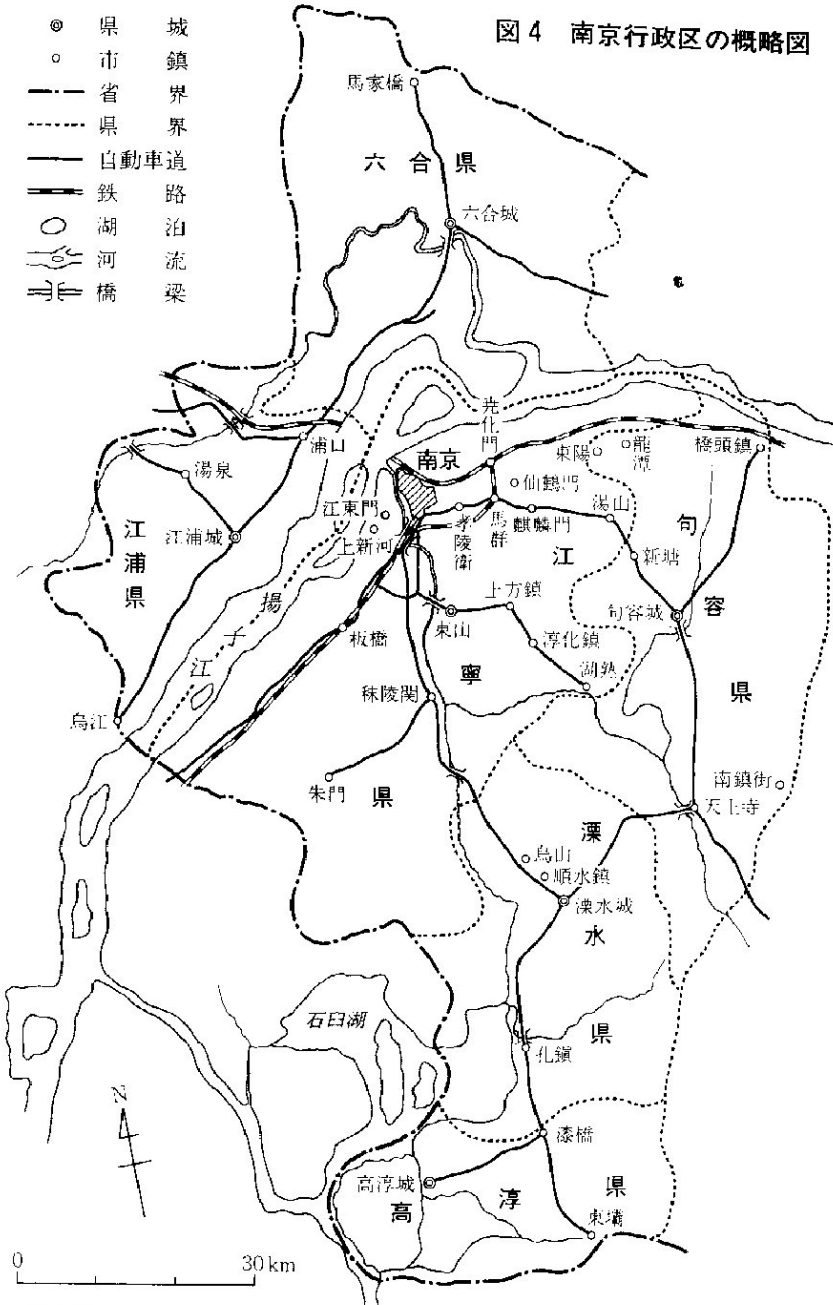 図4 南京行政区の概略図
県城
市鎮
省界
県界
自動車道
鉄路
湖泊
河流
橋梁
馬家橋
六合県
六合城
尭化門
浦口
南京
東陽
龍潭
橋頭鎮
湯泉
仙鶴門
江東門
湯山
句容県
江浦県
江浦城
上新河
孝陵衛
馬群
麒麟門
新塘
江寧県
上方鎮
句容城
揚子江
板橋
東山
淳化鎮
湖熟
秣陵関
烏江
朱門
南鎮街
天王寺
溧水県
烏山
順水鎮
溧水城
石臼湖
孔鎮
N
漆橋
高淳城
高淳県
東壩
0
30km